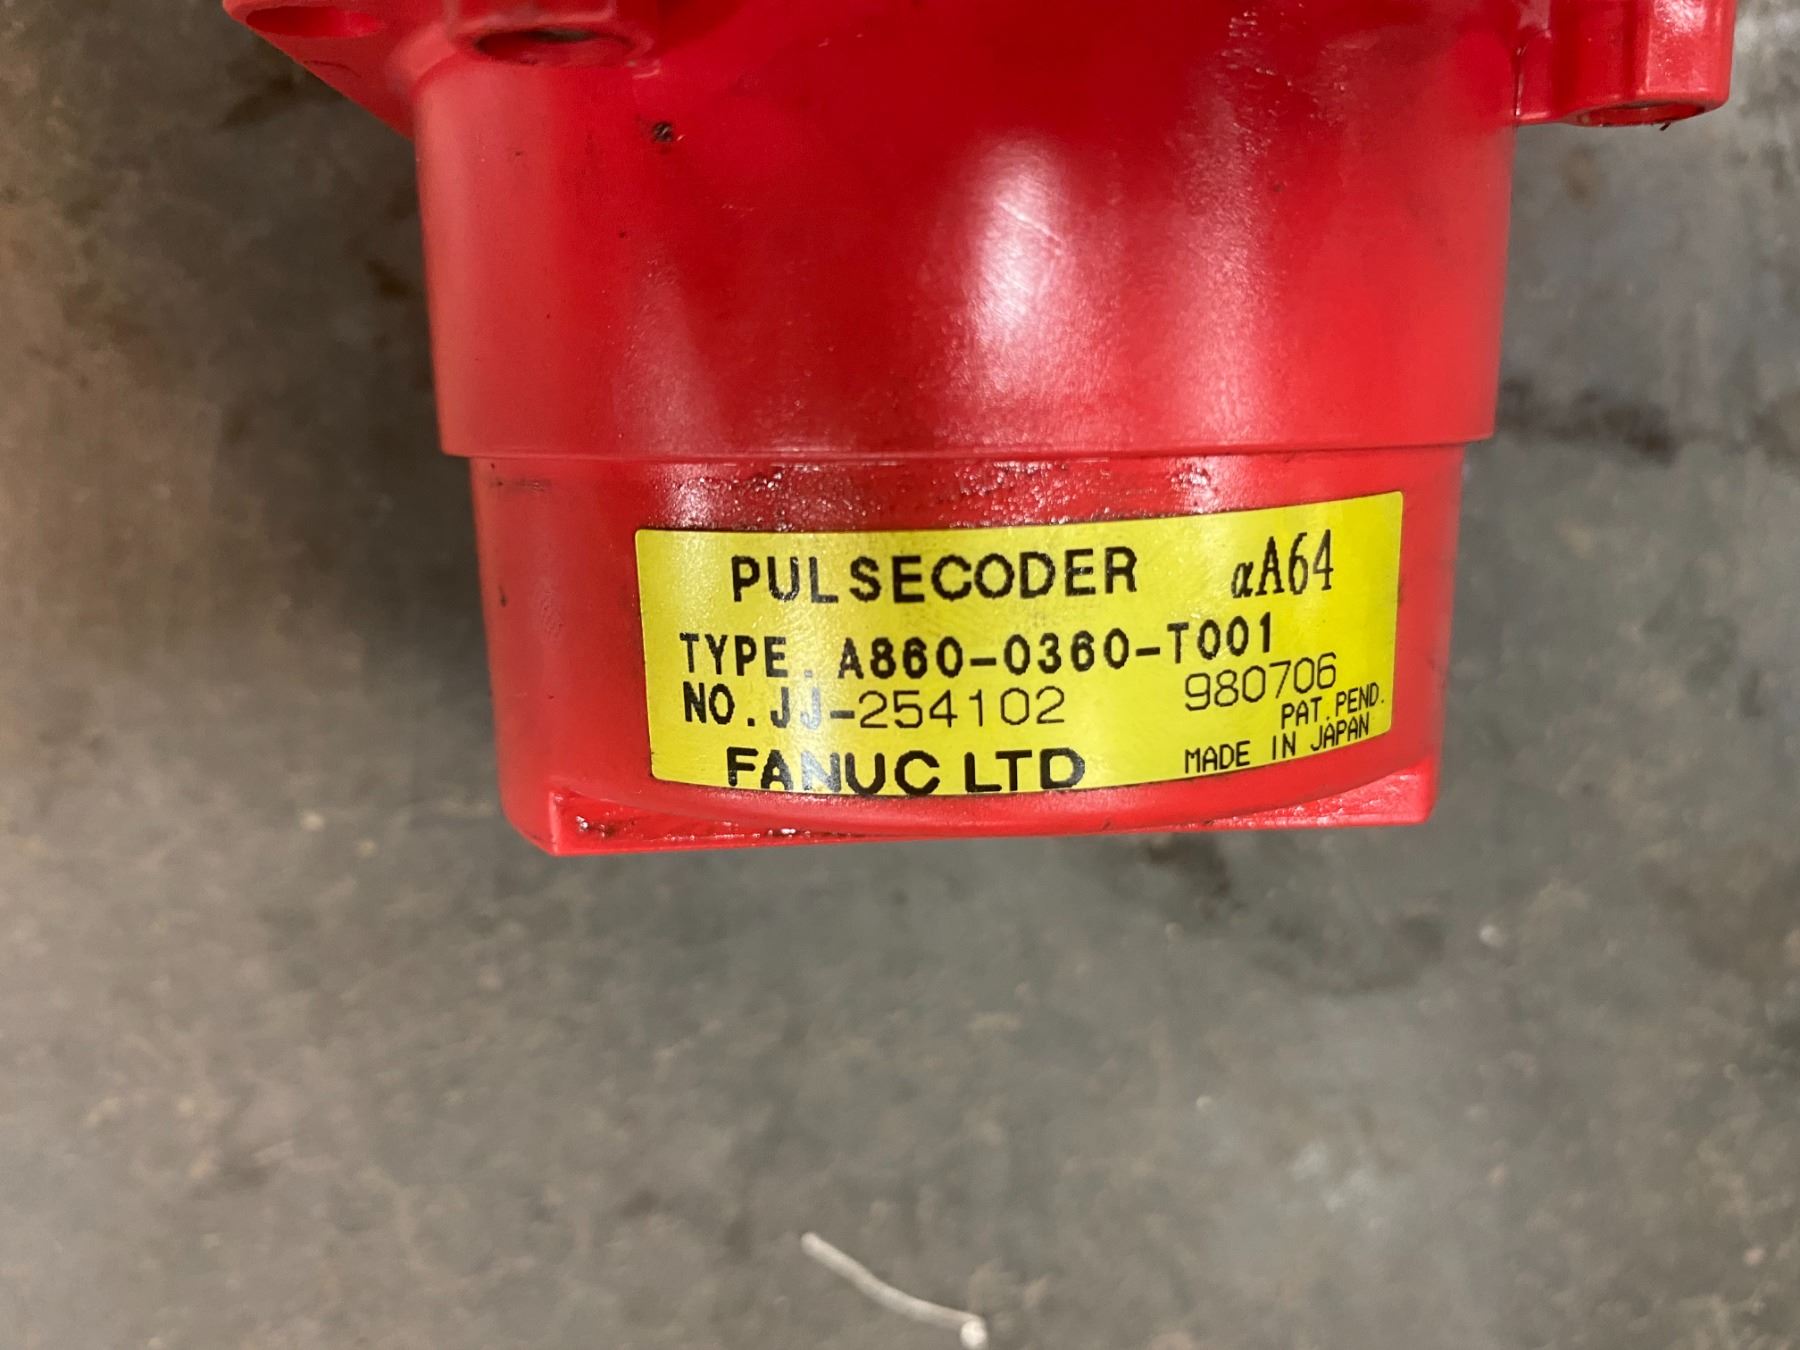 PULSECODER αA64
TYPE. A860-0360-T001
NO. JJ-254102 980706
PAT. PEND.
FANUC LTD MADE IN JAPAN